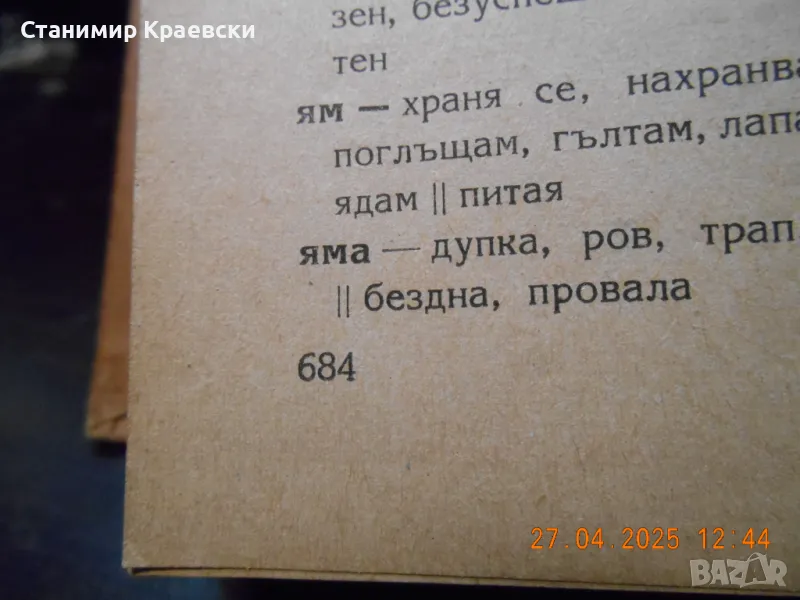 Станимир Краевски
зен,
тен
ям — храня се, нахранва
поглъщам, гълтам, лапа
ядам || питая
яма — дупка, ров, трап,
|| бездна, провала
684
27.04.2025 12:44
BAZAR